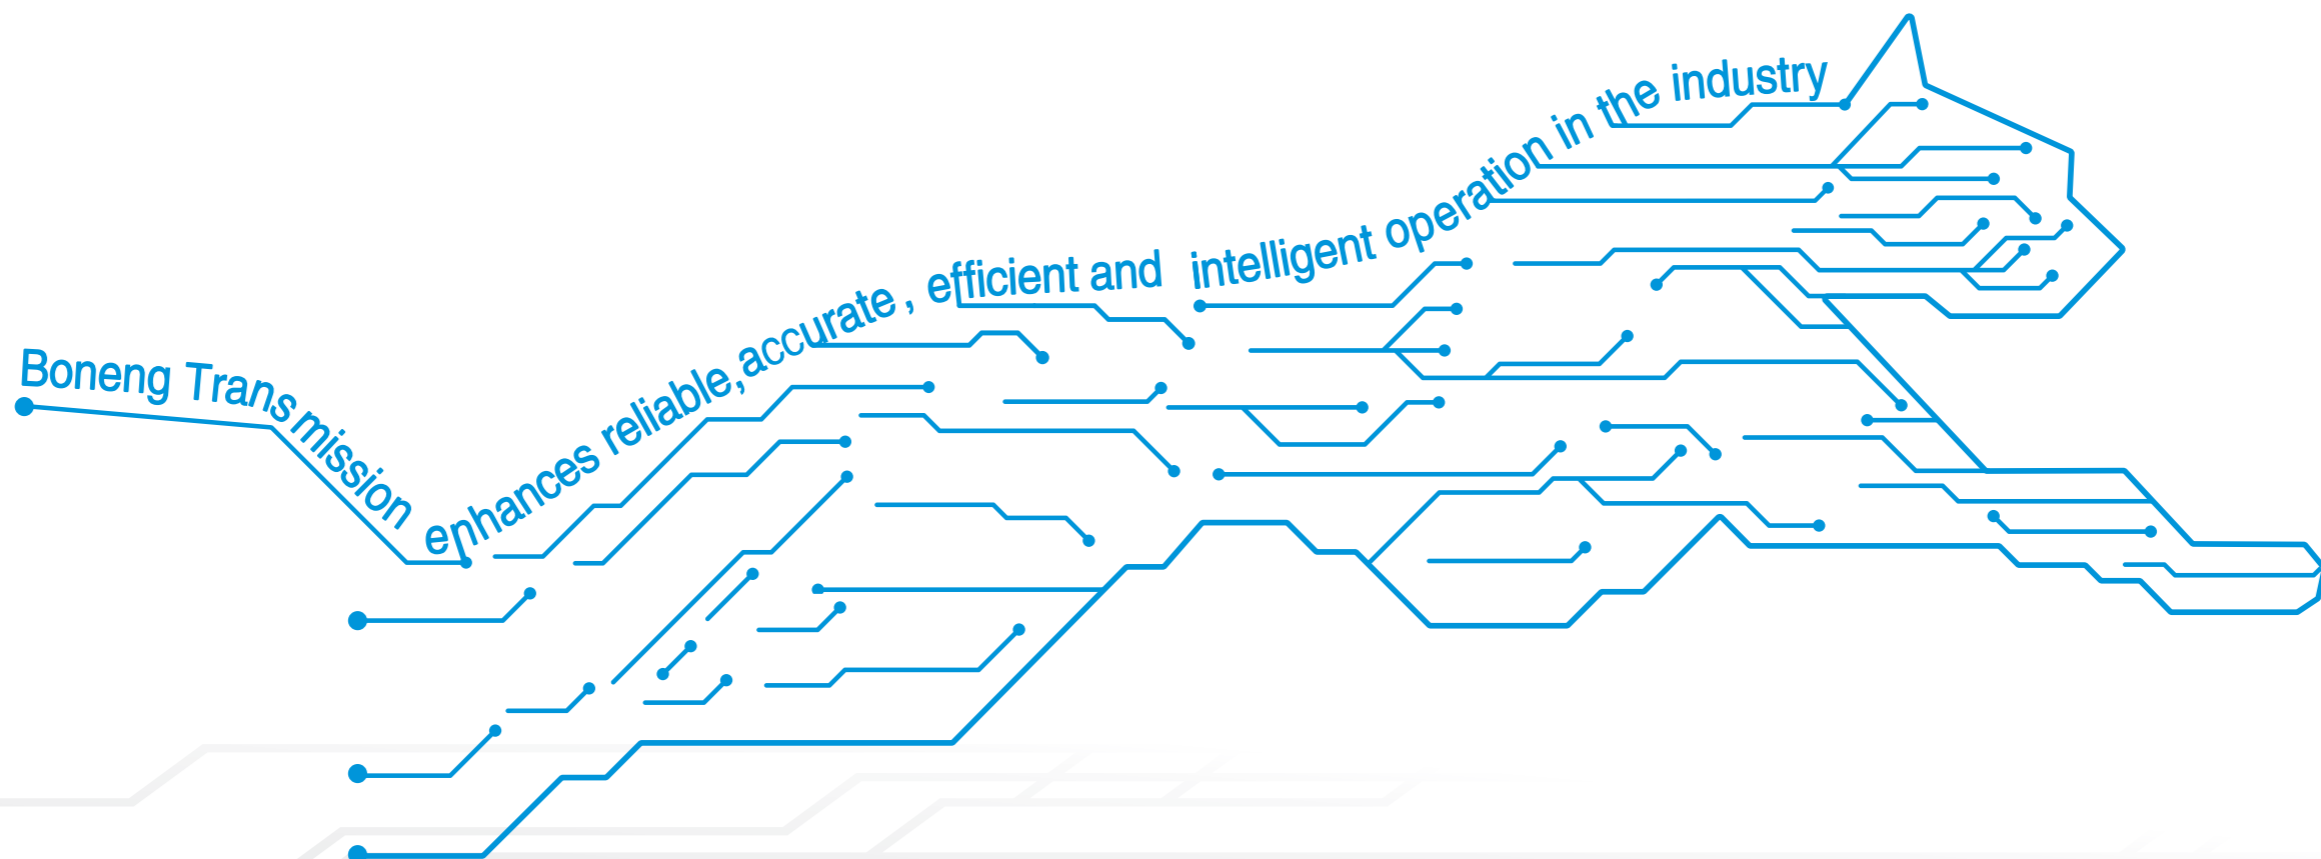 Boneng Transmission enhances reliable,accurate, efficient and intelligent operation in the industry